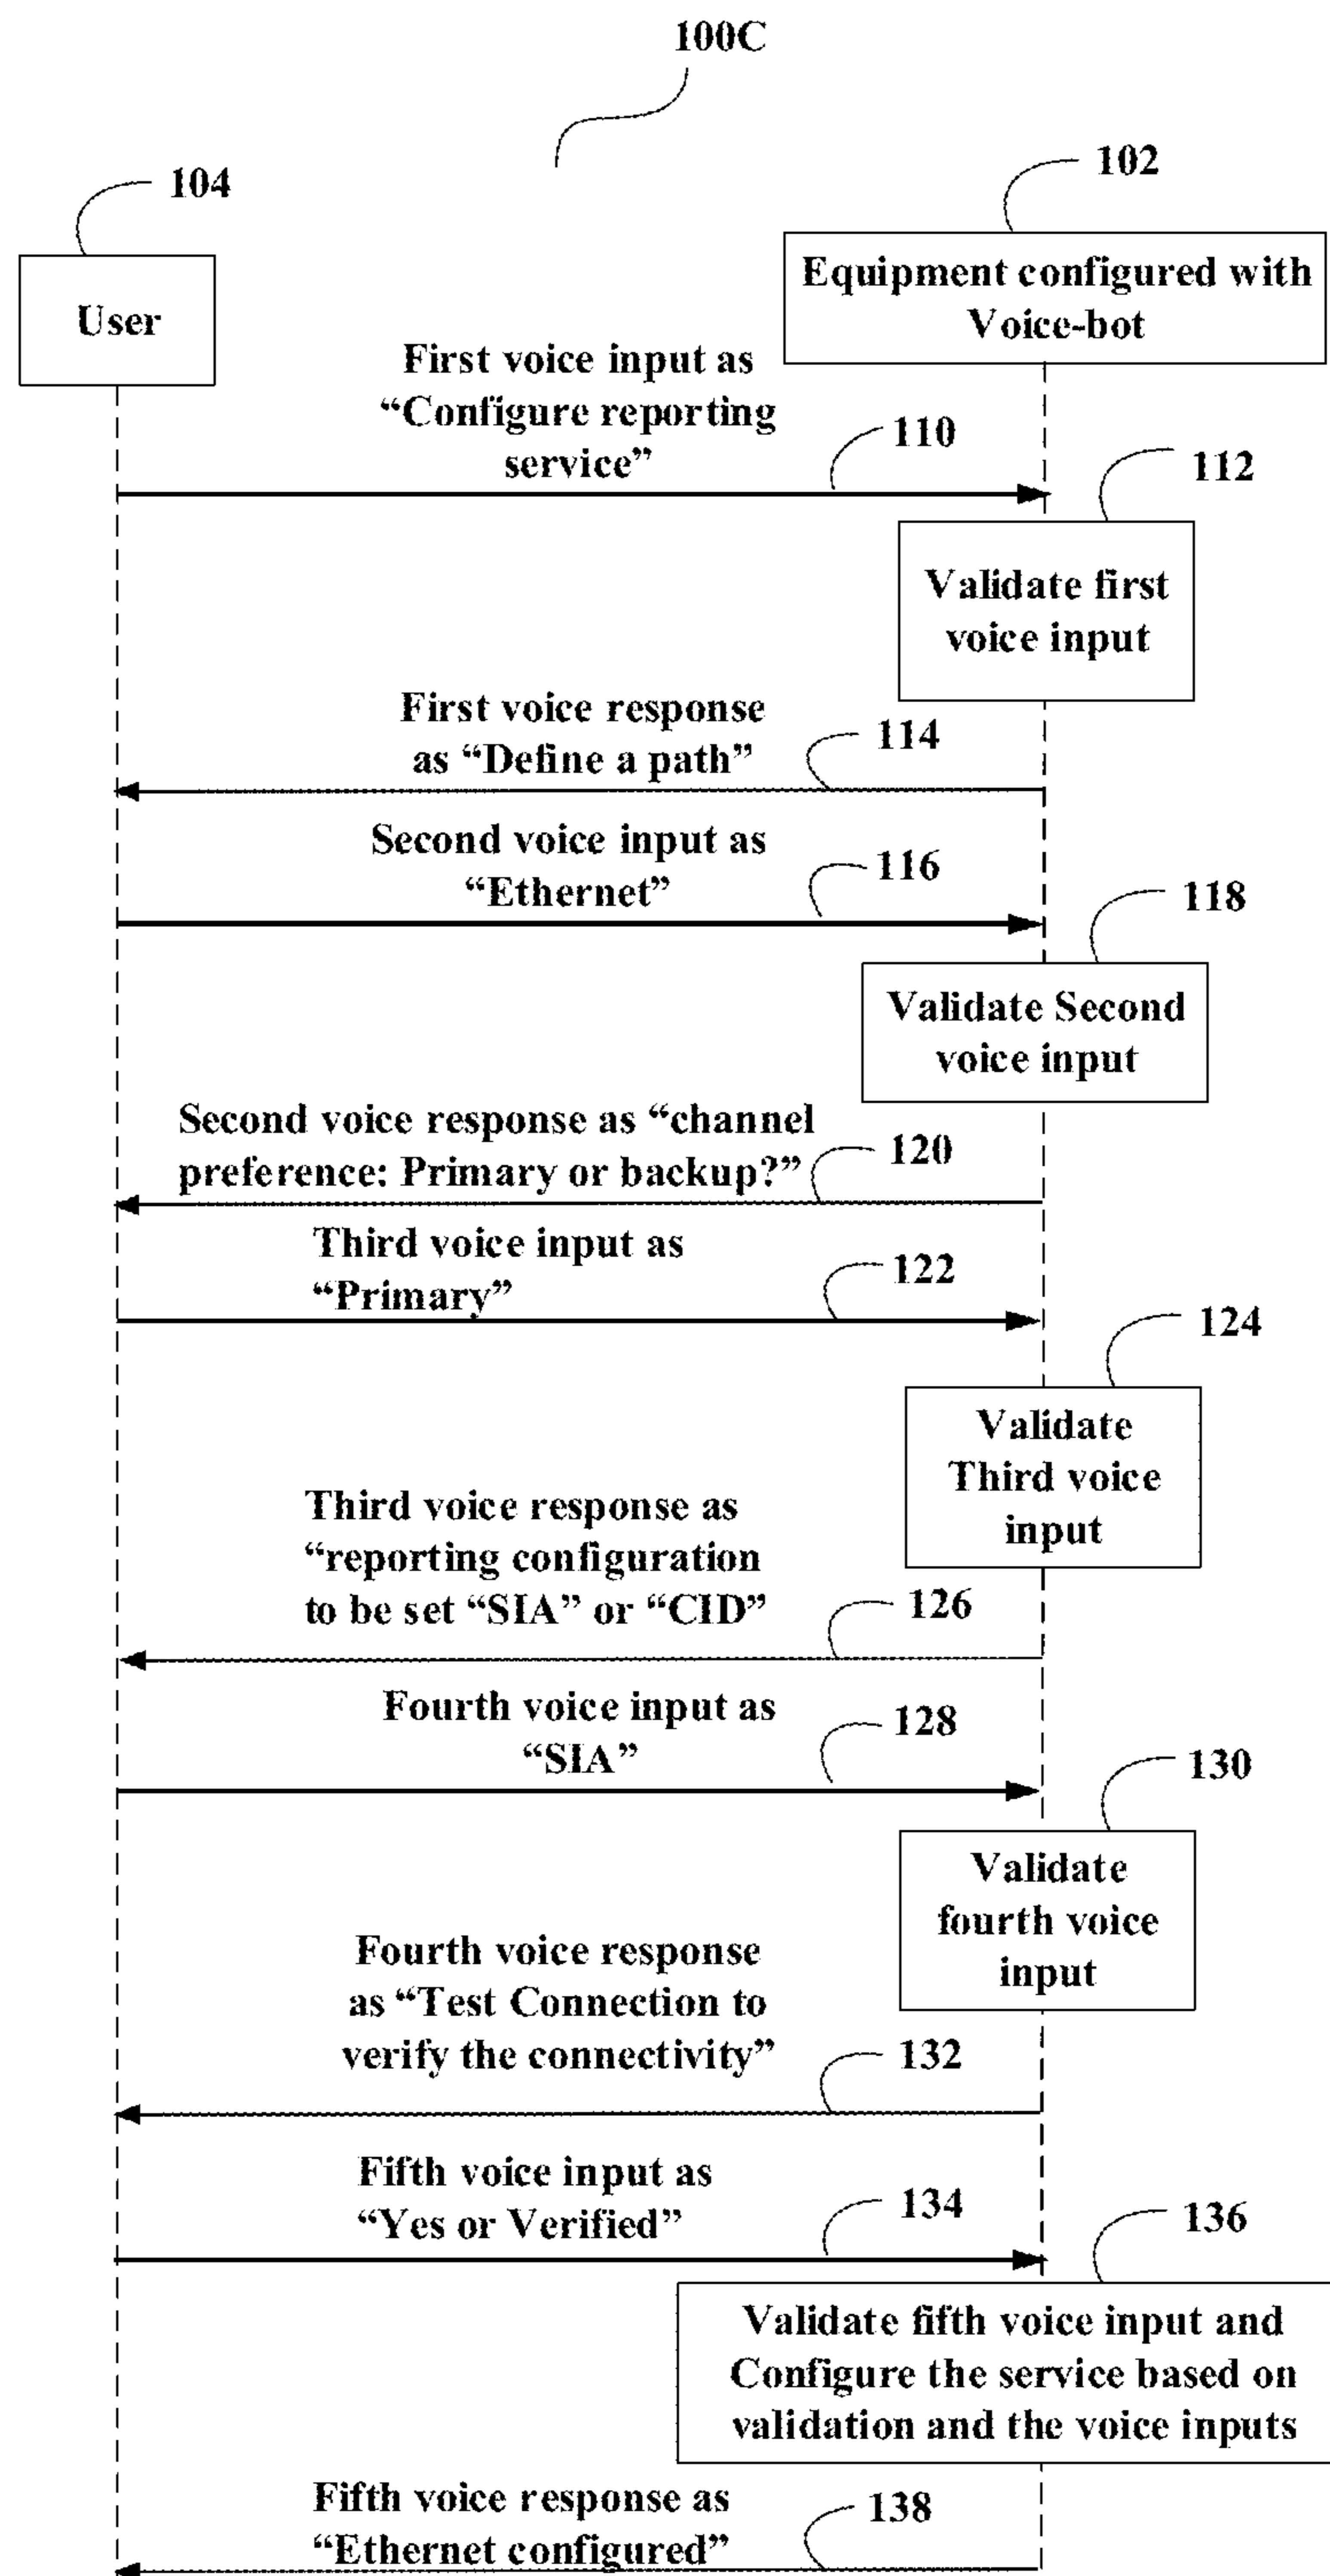 100C
104
102
User
Equipment configured with
Voice-bot
First voice input as
“Configure reporting
service”
110
112
Validate first
voice input
First voice response
as “Define a path”
114
Second voice input as
“Ethernet”
116
118
Validate Second
voice input
Second voice response as “channel
preference: Primary or backup?”
120
Third voice input as
“Primary”
122
124
Validate
Third voice
input
Third voice response as
“reporting configuration
to be set “SIA” or “CID”
126
Fourth voice input as
“SIA”
128
130
Validate
fourth voice
input
Fourth voice response
as “Test Connection to
verify the connectivity”
132
Fifth voice input as
“Yes or Verified”
134
136
Validate fifth voice input and
Configure the service based on
validation and the voice inputs
Fifth voice response as
“Ethernet configured”
138